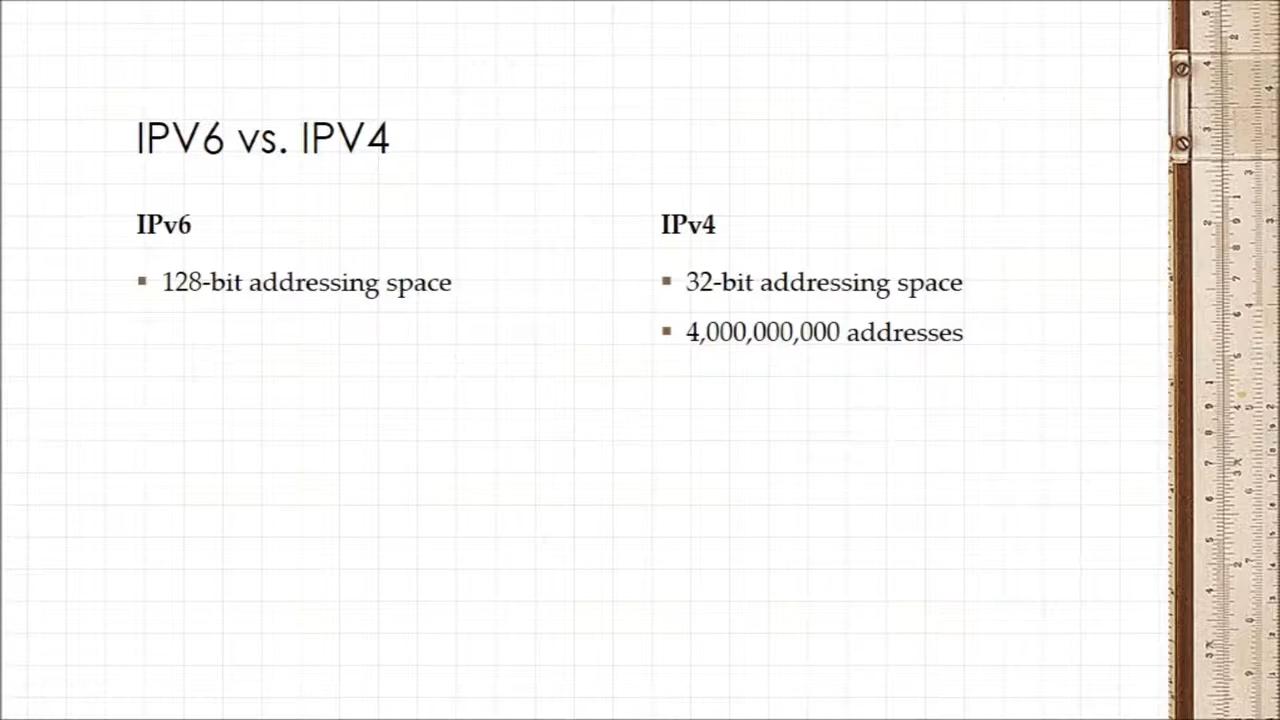 IPV6 vs. IPV4
IPv6
▪ 128-bit addressing space
IPv4
▪ 32-bit addressing space
▪ 4,000,000,000 addresses